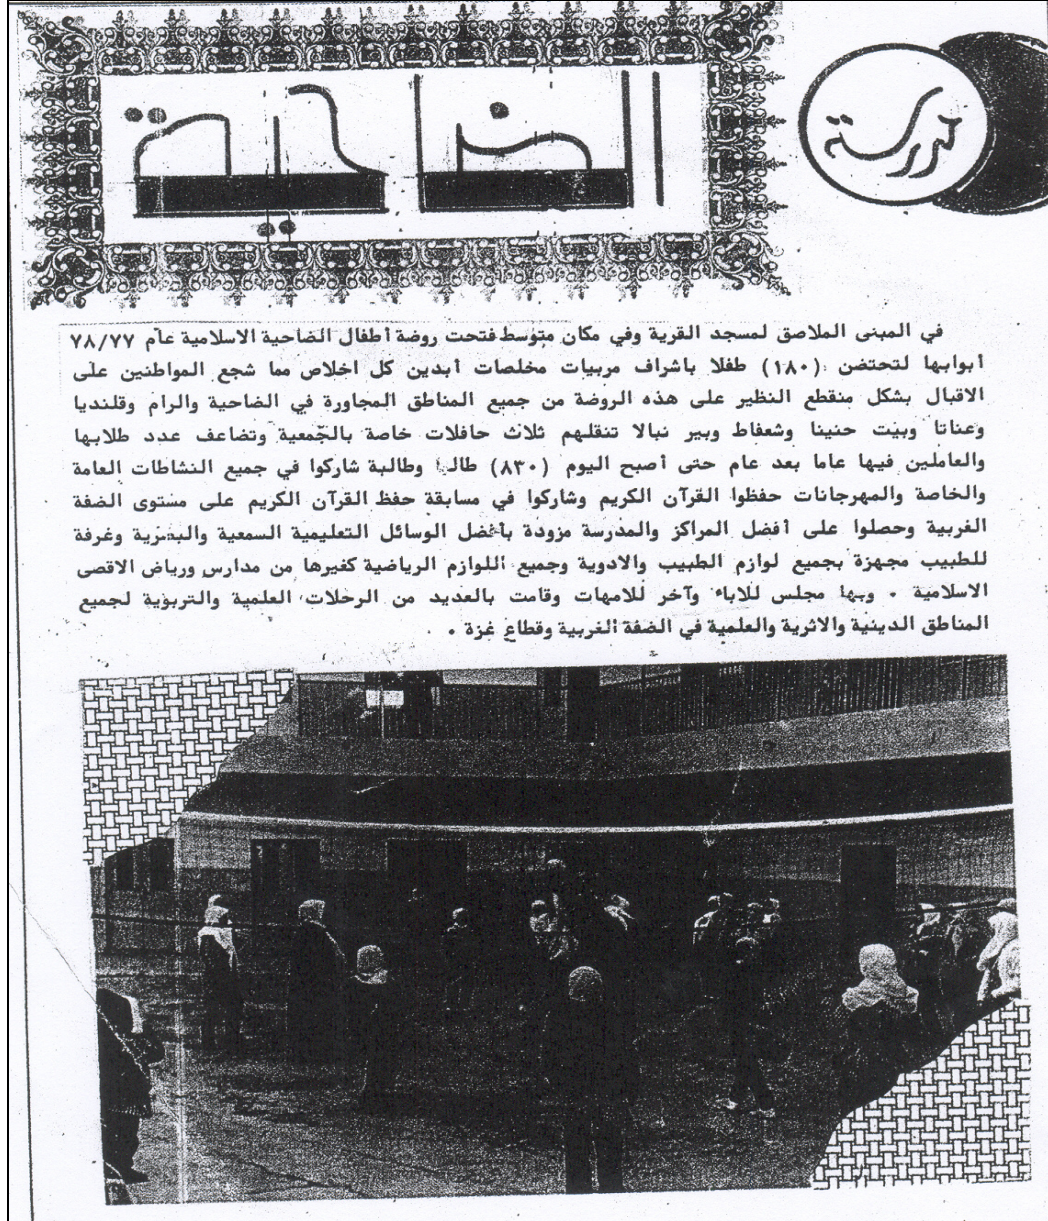 مدرسة
الضاحية
في المبنى الملاصق لمسجد القرية وفي مكان متوسط فتحت روضة أطفال الضاحية الاسلامية عام ٧٨/٧٧
أبوابها لتحتضن (١٨٠) طفلا بأشراف مربيات مخلصات أبدين كل اخلاص مما شجع المواطنين على
الاقبال بشكل منقطع النظير على هذه الروضة من جميع المناطق المجاورة في الضاحية والرام وقلنديا
وعناتا وبيت حنينا وشعفاط وبير نبالا تنقلهم ثلاث حافلات خاصة بالجمعية وتضاعف عدد طلابها
والعاملين فيها عاما بعد عام حتى أصبح اليوم (٨٣٠) طالبا وطالبة شاركوا في جميع النشاطات العامة
والخاصة والمهرجانات حفظوا القرآن الكريم وشاركوا في مسابقة حفظ القرآن الكريم على مستوى الضفة
الغربية وحصلوا على أفضل المراكز والمدرسة مزودة بأفضل الوسائل التعليمية السمعية والبصرية وغرفة
للطبيب مجهزة بجميع لوازم الطبيب والادوية وجميع اللوازم الرياضية كغيرها من مدارس ورياض الاقصى
الاسلامية . وبها مجلس للاباء وآخر للامهات وقامت بالعديد من الرحلات العلمية والتربوية لجميع
المناطق الدينية والاثرية والعلمية في الضفة الغربية وقطاع غزة .